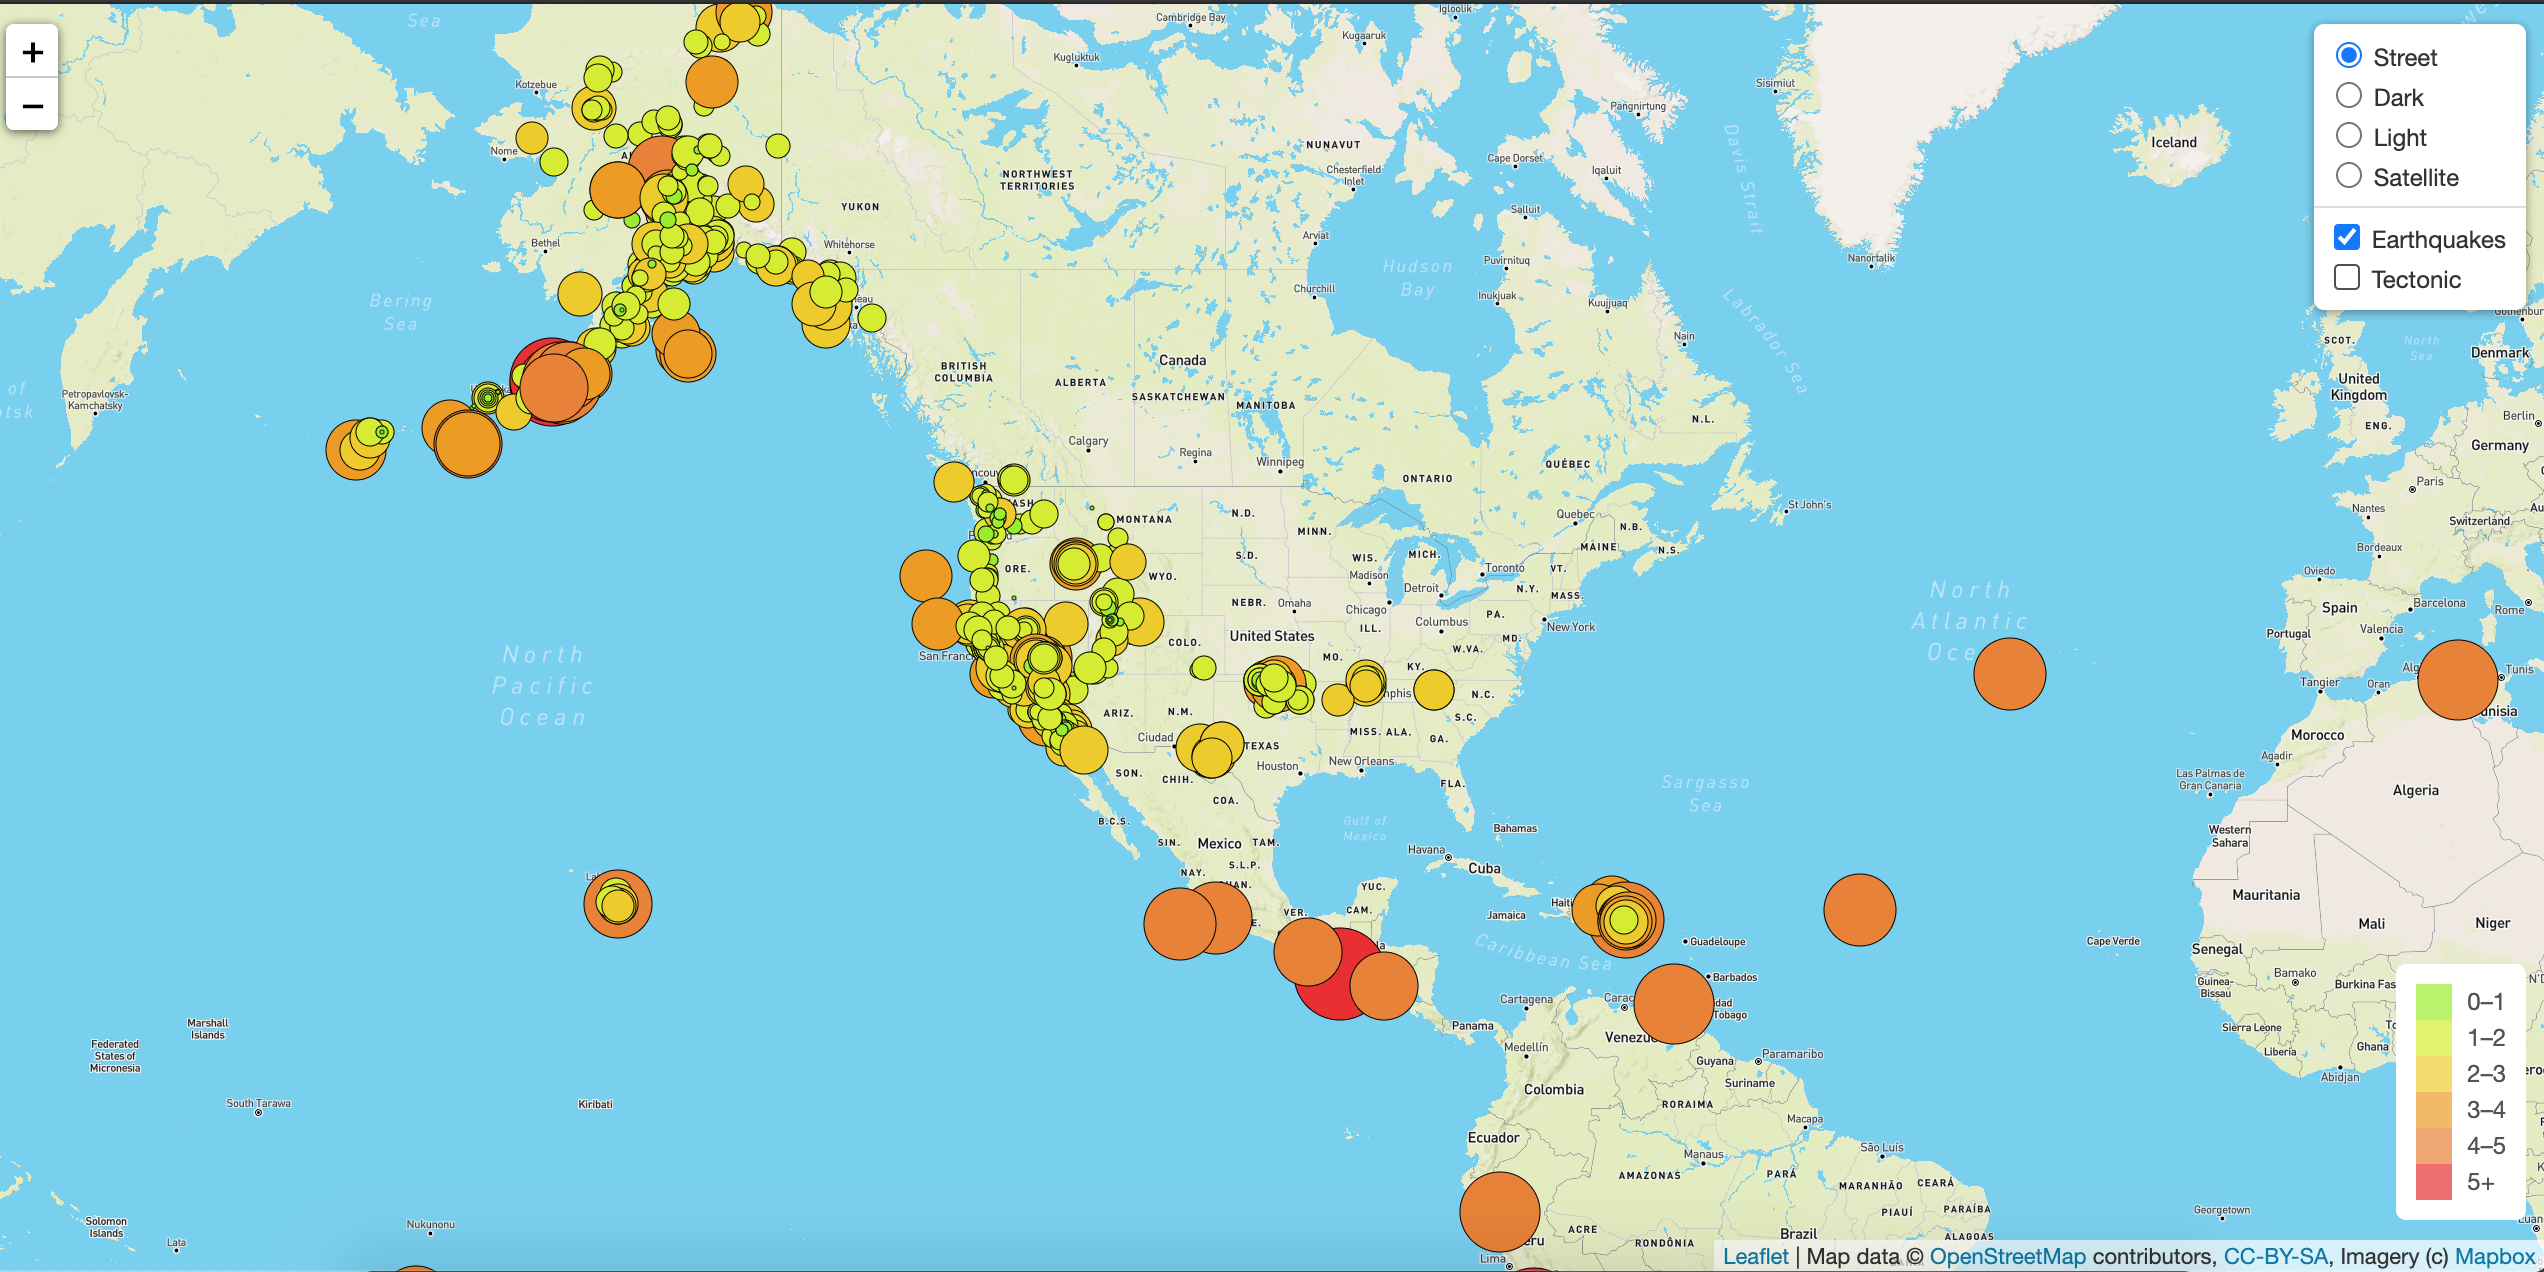 Sea
Cambridge Bay
Igloolik
Kugaaruk
Kugluktuk
+
−
Street
Dark
Light
Satellite
Earthquakes
Tectonic
Kotzebue
Nome
Bethel
Sisimiut
Pangnirtung
Davis Strait
Iceland
NUNAVUT
Cape Dorset
Iqaluit
Chesterfield
Inlet
NORTHWEST
TERRITORIES
YUKON
Salluit
Whitehorse
Arviat
Nanortalik
Puvirnituq
Hudson
Bay
Churchill
Inukjuak
Kuujjuaq
Labrador Sea
Bering
Sea
Nain
SCOT.
North
Sea
Denmark
Canada
BRITISH
COLUMBIA
ALBERTA
SASKATCHEWAN
MANITOBA
United
Kingdom
of
Petropavlovsk-
Kamchatsky
N.L.
Berlin
ENG.
Germany
Calgary
Regina
Winnipeg
QUÉBEC
ONTARIO
Paris
St John's
Quebec
N.B.
MONTANA
N.D.
MINN.
Nantes
Switzerland
MAINE
N.S.
Bordeaux
S.D.
WIS.
MICH.
Toronto
VT.
ORE.
WYO.
Madison
Detroit
N.Y.
MASS.
Oviedo
NEBR.
Omaha
Chicago
PA.
Spain
Barcelona
Rome
North
Atlantic
ILL.
Columbus
MD.
New York
Portugal
Valencia
United States
COLO.
W.VA.
MO.
KY.
Tangier
Oran
Tunis
North
Pacific
Ocean
N.C.
ARIZ.
N.M.
S.C.
MISS.
ALA.
GA.
Morocco
Ciudad
TEXAS
Houston
New Orleans
Agadir
SON.
CHIH.
FLA.
Las Palmas de
Gran Canaria
Algeria
Sargasso
Sea
COA.
B.C.S.
Gulf of
Mexico
Bahamas
Western
Sahara
SIN.
Mexico
TAM.
Havana
Cuba
S.L.P.
NAY.
YUC.
Mauritania
Haiti
VER.
CAM.
Jamaica
Mali
Niger
Guadeloupe
Cape Verde
Caribbean Sea
Senegal
Barbados
Bamako
Guinea-
Bissau
Cartagena
Tobago
Panama
Marshall
Islands
Sierra Leone
Medellín
Guyana
Paramaribo
Liberia
Ghana
Federated
States of
Micronesia
Suriname
Abidjan
Colombia
South Tarawa
Kiribati
RORAIMA
Macapa
Ecuador
São Luís
Manaus
AMAZONAS
PARÁ
MARANHÃO
CEARÁ
0–1
1–2
2–3
3–4
4–5
5+
Solomon
Islands
Nukunonu
Lata
ACRE
RONDÔNIA
Brazil
PIAUÍ
PARAÍBA
ALAGOAS
Georgetown
Lima
Leaflet | Map data © OpenStreetMap contributors, CC-BY-SA, Imagery (c) Mapbox